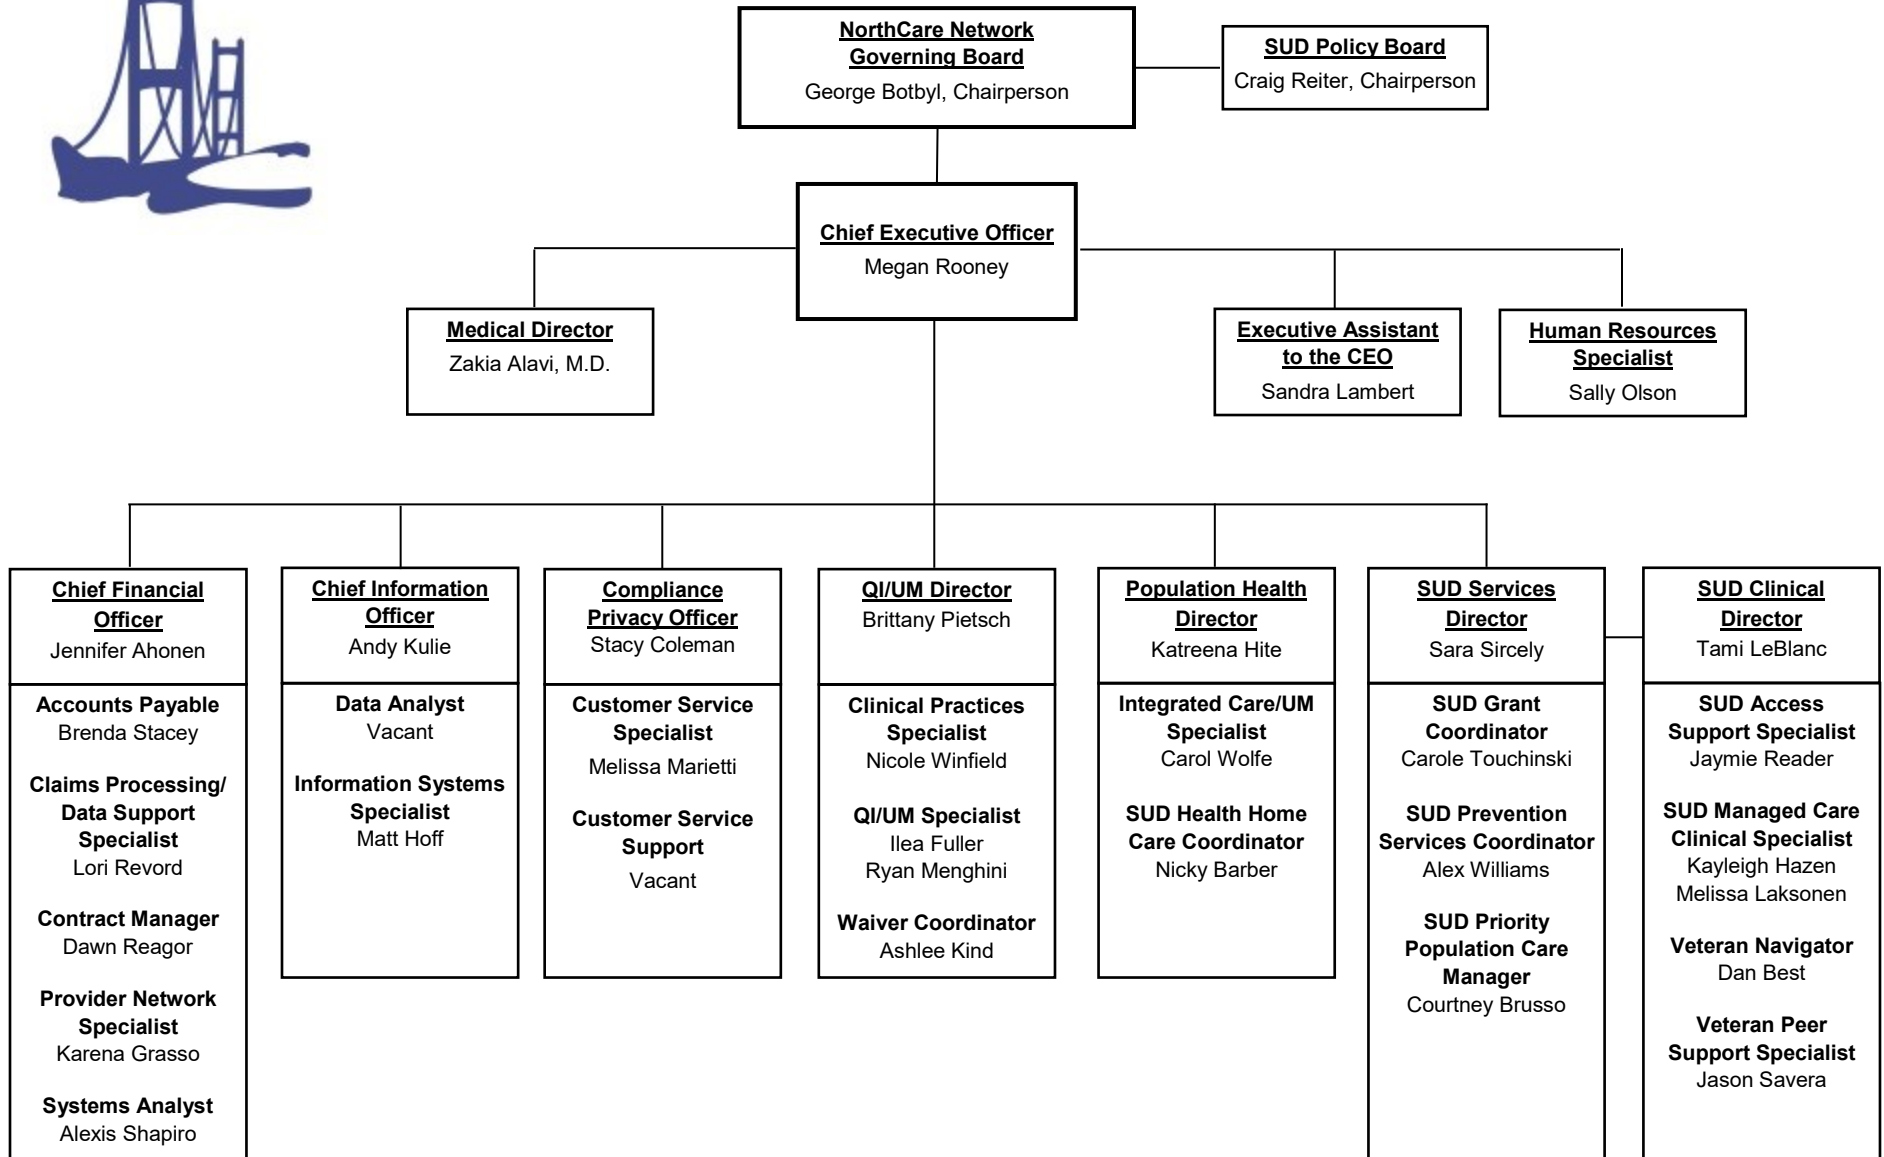 NorthCare Network
Governing Board
George Botbyl, Chairperson
SUD Policy Board
Craig Reiter, Chairperson
Chief Executive Officer
Megan Rooney
Medical Director
Zakia Alavi, M.D.
Executive Assistant
to the CEO
Sandra Lambert
Human Resources
Specialist
Sally Olson
Chief Financial
Officer
Jennifer Ahonen
Accounts Payable
Brenda Stacey
Claims Processing/
Data Support
Specialist
Lori Revord
Contract Manager
Dawn Reagor
Provider Network
Specialist
Karena Grasso
Systems Analyst
Alexis Shapiro
Chief Information
Officer
Andy Kulie
Data Analyst
Vacant
Information Systems
Specialist
Matt Hoff
Compliance
Privacy Officer
Stacy Coleman
Customer Service
Specialist
Melissa Marietti
Customer Service
Support
Vacant
QI/UM Director
Brittany Pietsch
Clinical Practices
Specialist
Nicole Winfield
QI/UM Specialist
Ilea Fuller
Ryan Menghini
Waiver Coordinator
Ashlee Kind
Population Health
Director
Katreena Hite
Integrated Care/UM
Specialist
Carol Wolfe
SUD Health Home
Care Coordinator
Nicky Barber
SUD Services
Director
Sara Sircely
SUD Grant
Coordinator
Carole Touchinski
SUD Prevention
Services Coordinator
Alex Williams
SUD Priority
Population Care
Manager
Courtney Brusso
SUD Clinical
Director
Tami LeBlanc
SUD Access
Support Specialist
Jaymie Reader
SUD Managed Care
Clinical Specialist
Kayleigh Hazen
Melissa Laksonen
Veteran Navigator
Dan Best
Veteran Peer
Support Specialist
Jason Savera